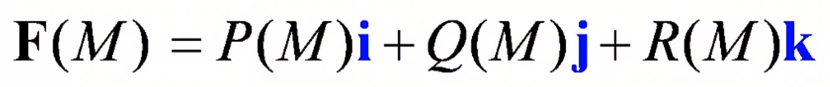 F(M) = P(M)i + Q(M)j + R(M)k